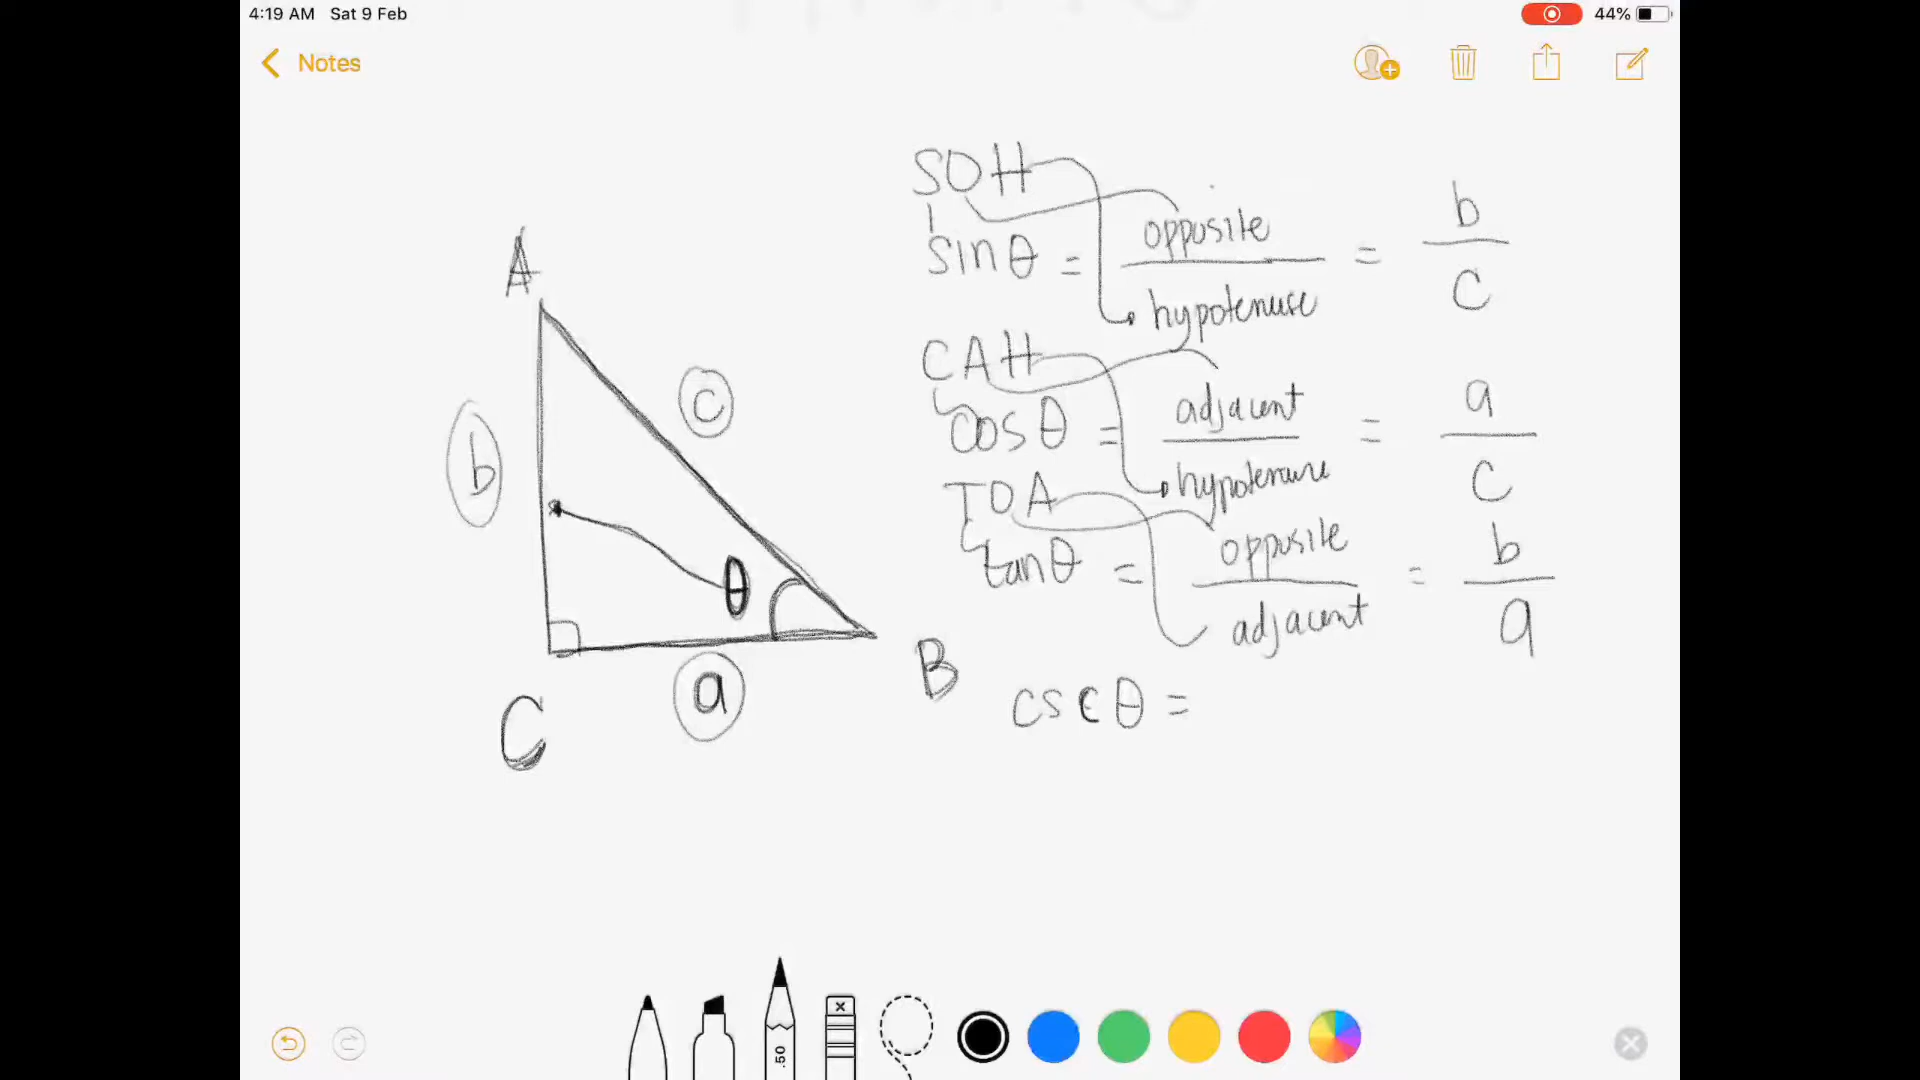 4:19 AM Sat 9 Feb
44%
Notes
SOH
sinθ = opposite / hypotenuse = b / c
CAH
cosθ = adjacent / hypotenuse = a / c
TOA
tanθ = opposite / adjacent = b / a
cscθ =
A
c
b
θ
B
a
C
.50